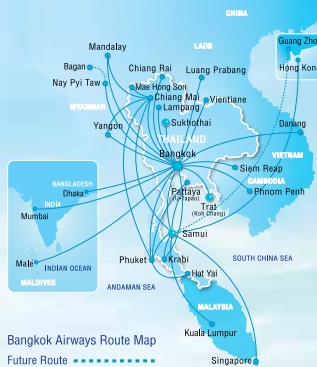 CHINA
Guang Zho
Mandalay
LAOS
Bagan
Chiang Rai
Luang Prabang
Hong Kong
Nay Pyi Taw
Mae Hong Son
Chiang Mai
Vientiane
MYANMAR
Lampang
Sukhothai
Yangon
Danang
THAILAND
Bangkok
VIETNAM
Siem Reap
CAMBODIA
BANGLADESH
Dhaka
Pattaya
(U-Tapao)
Phnom Penh
INDIA
Mumbai
Trat
(Koh Chang)
Samui
Male
INDIAN OCEAN
Phuket
Krabi
SOUTH CHINA SEA
Hat Yai
MALDIVES
ANDAMAN SEA
MALAYSIA
Kuala Lumpur
Bangkok Airways Route Map
Future Route
Singapore